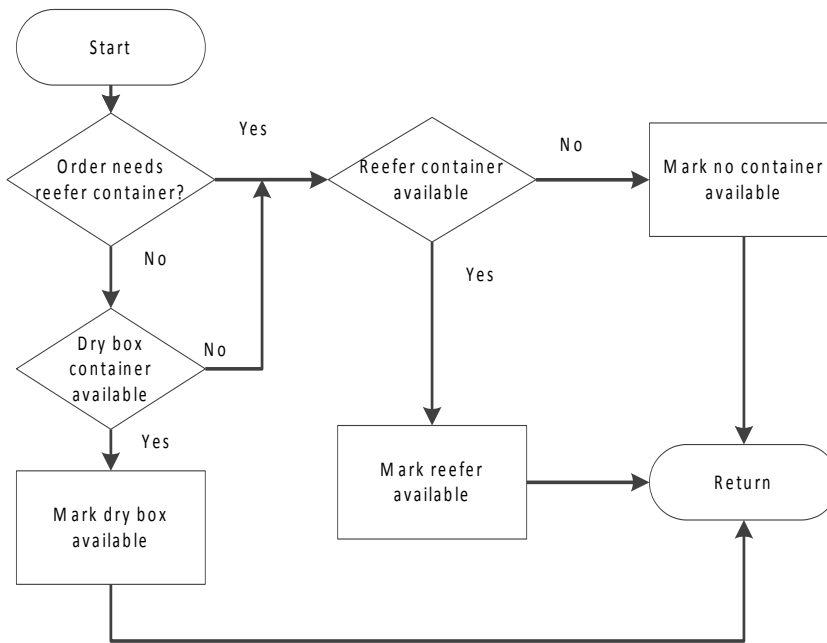 Start
Yes
Order needs
reefer container?
Reefer container
available
No
Mark no container
available
No
Yes
Dry box
container
available
No
Yes
Mark reefer
available
Return
Mark dry box
available